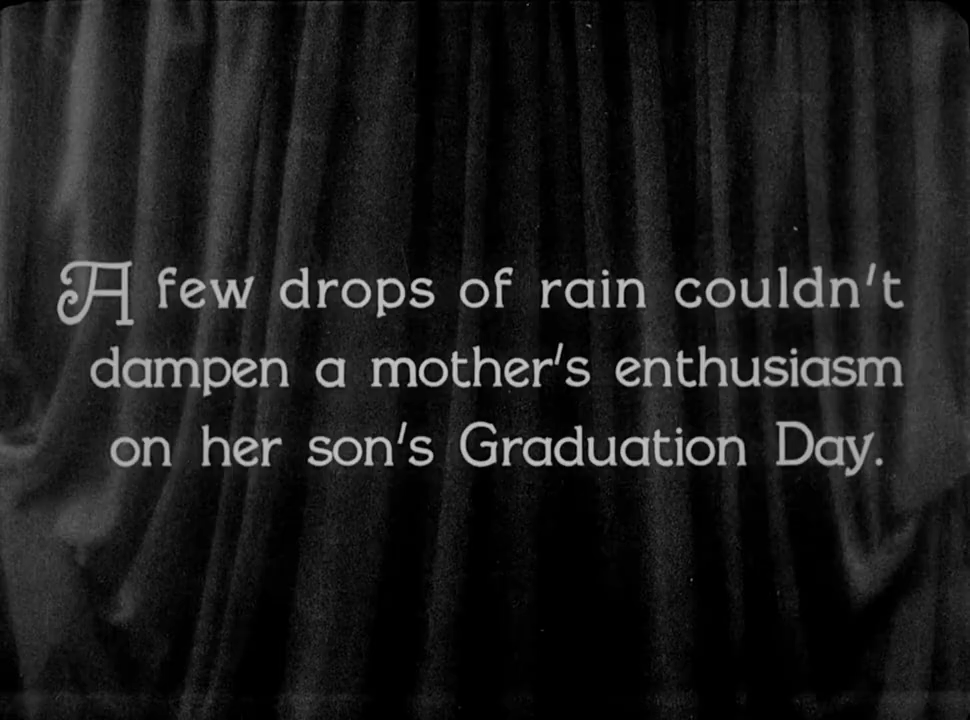 A few drops of rain couldn't
dampen a mother's enthusiasm
on her son's Graduation Day.